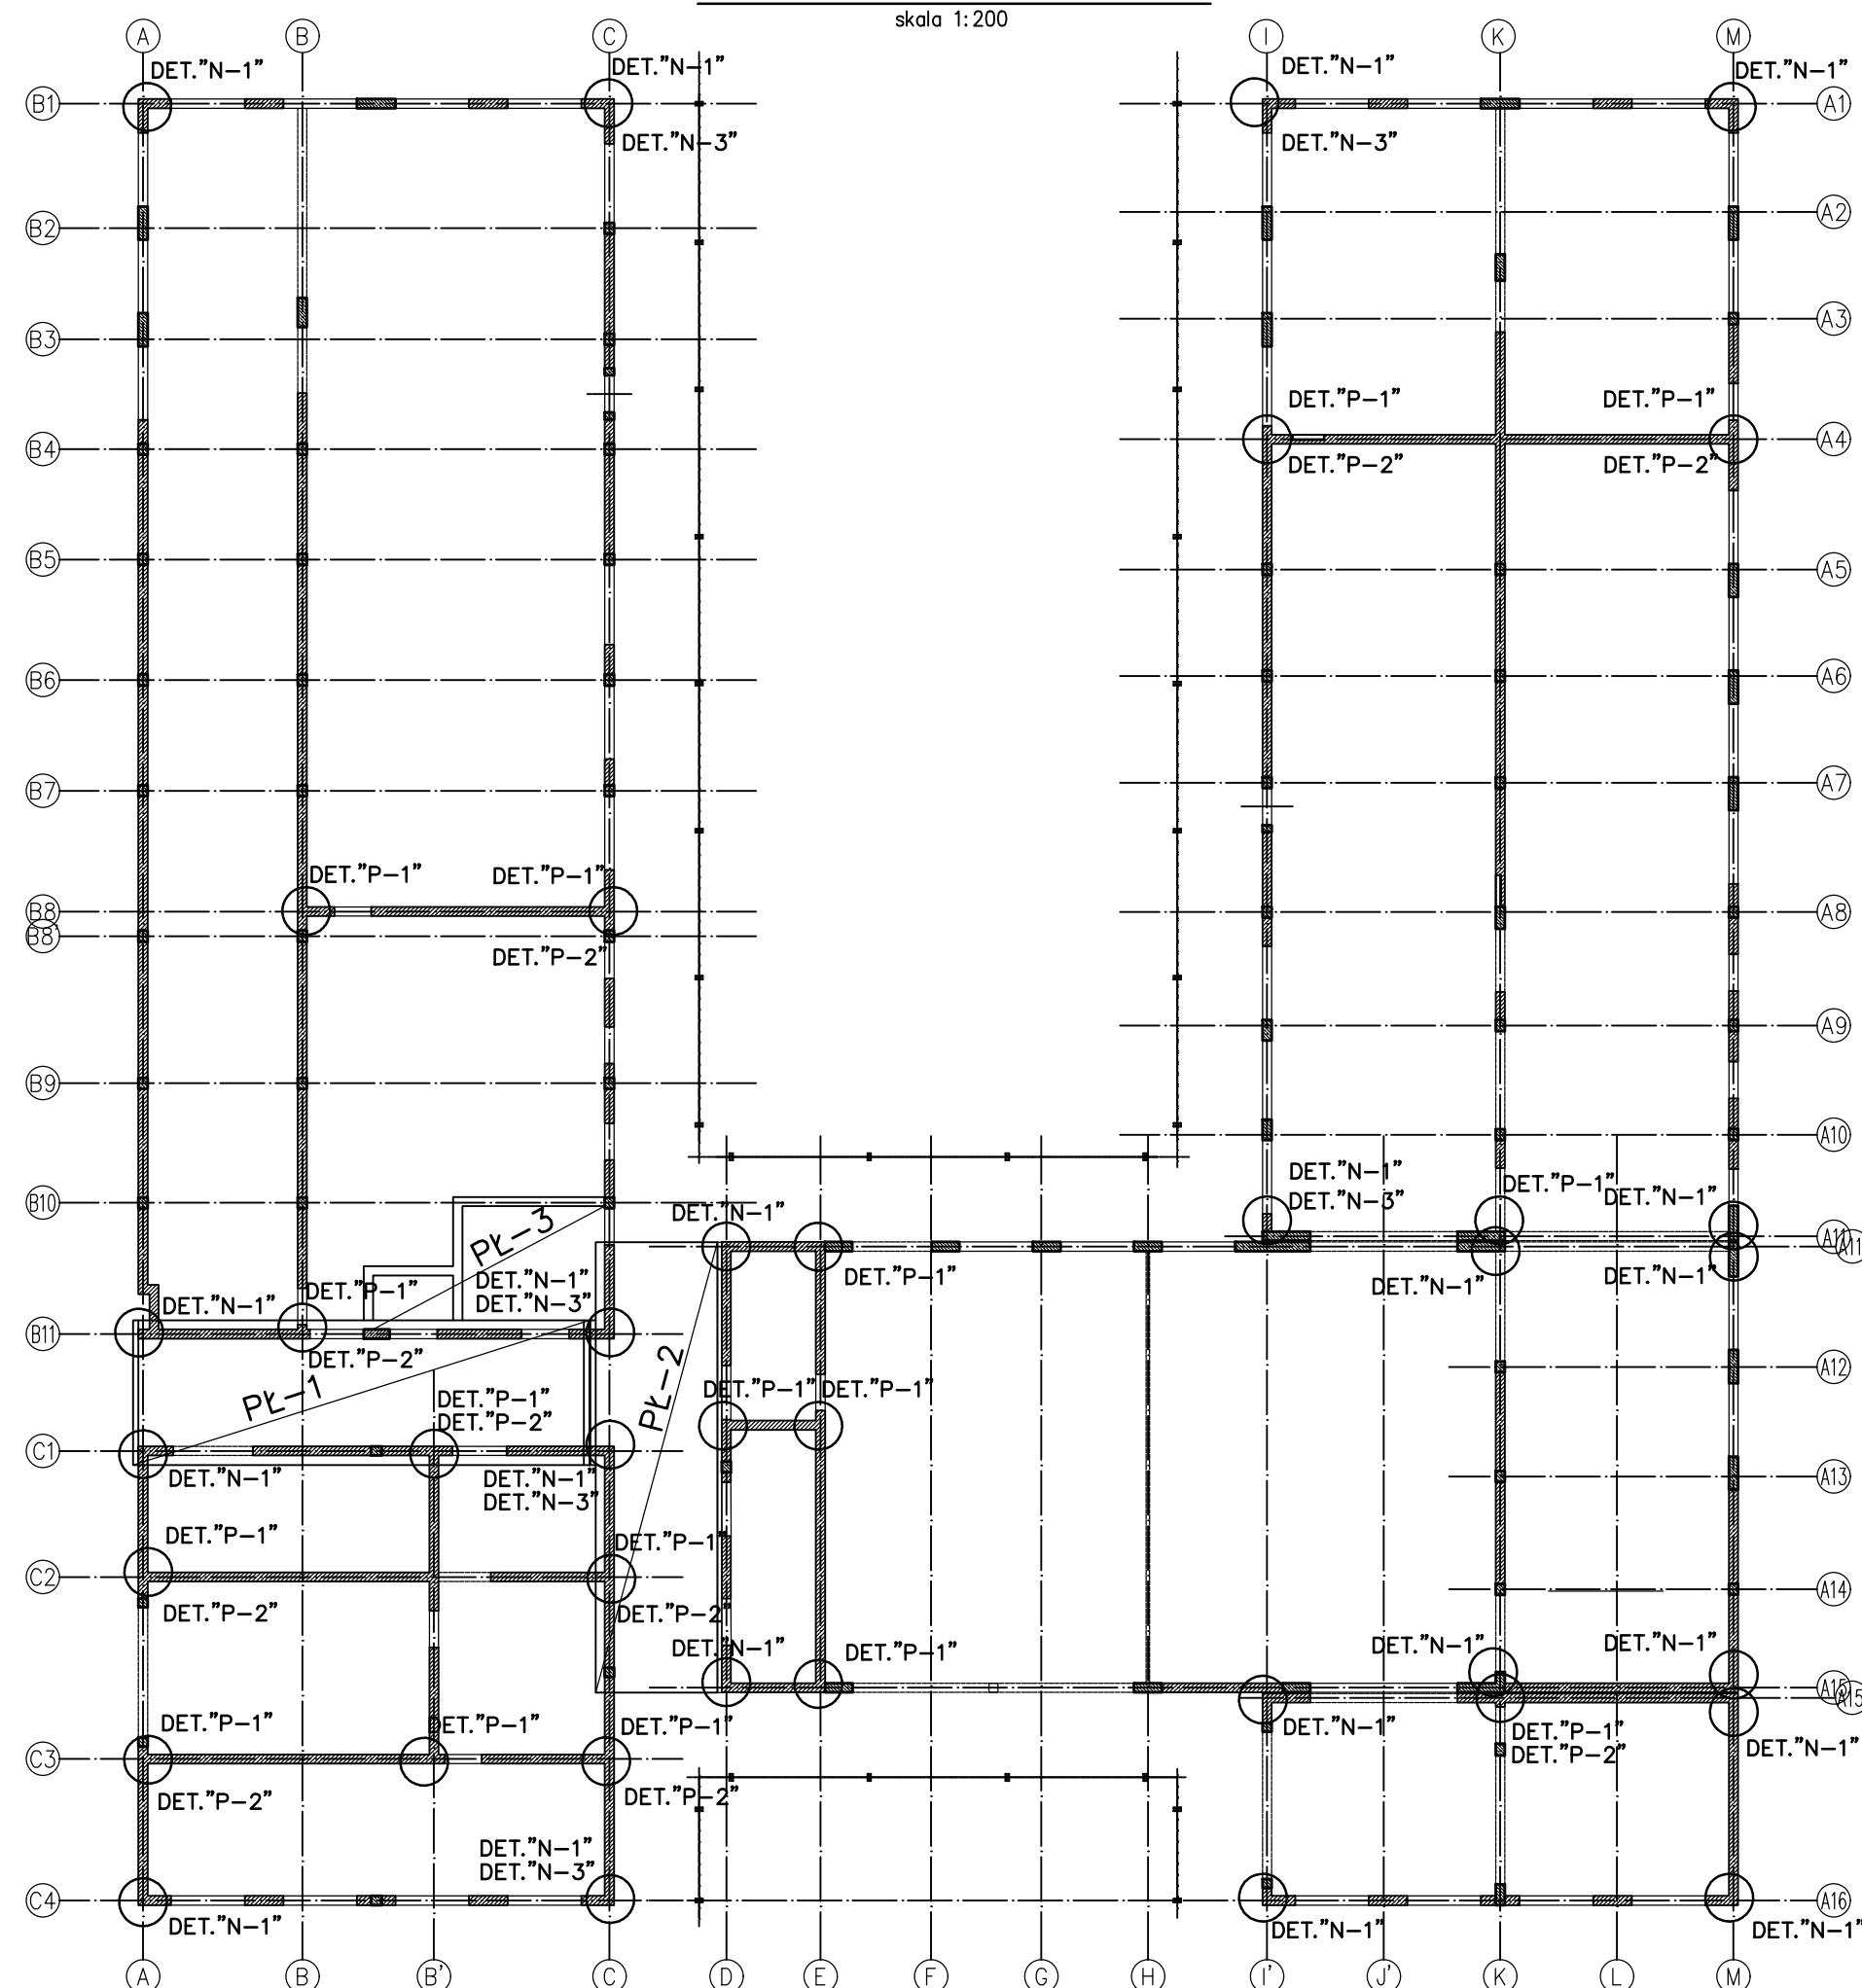 skala 1:200
A
B
C
I
K
M
DET."N-1"
DET."N-1"
DET."N-1"
DET."N-1"
B1
A1
DET."N-3"
DET."N-3"
B2
A2
B3
A3
DET."P-1"
DET."P-1"
B4
A4
DET."P-2"
DET."P-2"
B5
A5
B6
A6
B7
A7
DET."P-1"
DET."P-1"
B8
A8
B8'
DET."P-2"
A9
B9
A10
DET."N-1"
DET."P-1"
DET."N-1"
DET."N-3"
B10
DET."N-1"
PŁ-3
A11
A11
DET."N-1"
DET."P-1"
DET."N-1"
DET."P-1"
DET."N-1"
DET."N-1"
DET."N-3"
B11
DET."P-2"
A12
PŁ-1
PŁ-2
DET."P-1"
DET."P-1"
DET."P-1"
DET."P-2"
C1
DET."N-1"
DET."N-1"
DET."N-3"
A13
DET."P-1"
DET."P-1"
C2
A14
DET."P-2"
DET."P-2"
DET."N-1"
DET."P-1"
DET."N-1"
DET."N-1"
A15
A15
DET."P-1"
DET."P-1"
DET."P-1"
DET."N-1"
DET."P-1"
DET."P-2"
DET."N-1"
C3
DET."P-2"
DET."P-2"
DET."N-1"
DET."N-3"
C4
A16
DET."N-1"
DET."N-1"
DET."N-1"
A
B
B'
C
D
E
F
G
H
I'
J'
K
L
M